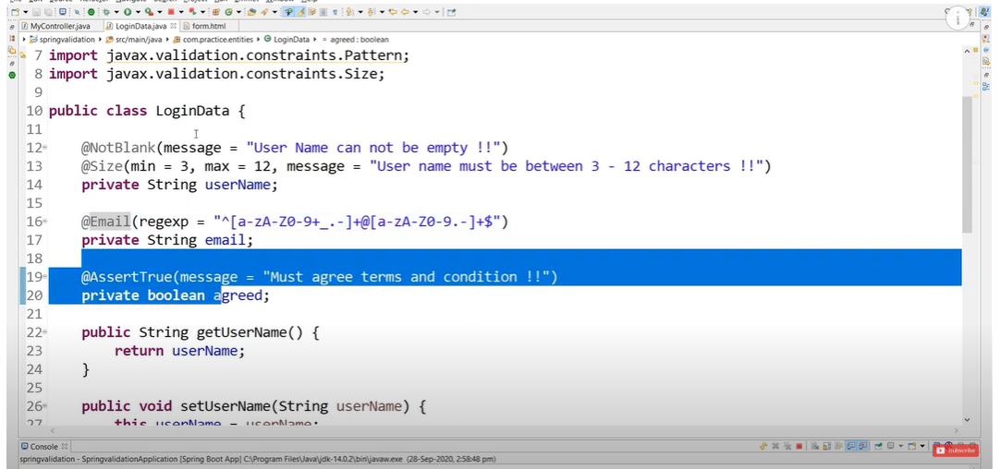 MyController.java LoginData.java form.html
springvalidation src/main/java com.practice.entities LoginData agreed : boolean
7 import javax.validation.constraints.Pattern;
8 import javax.validation.constraints.Size;
9
10 public class LoginData {
11
12 @NotBlank(message = "User Name can not be empty !!")
13 @Size(min = 3, max = 12, message = "User name must be between 3 - 12 characters !!")
14 private String userName;
15
16 @Email(regexp = "^[a-zA-Z0-9+_.-]+@[a-zA-Z0-9.-]+$")
17 private String email;
18
19 @AssertTrue(message = "Must agree terms and condition !!")
20 private boolean agreed;
21
22 public String getUserName() {
23 return userName;
24 }
25
26 public void setUserName(String userName) {
27 this.userName = userName;
Console
springvalidation - SpringvalidationApplication [Spring Boot App] C:\Program Files\Java\jdk-14.0.2\bin\javaw.exe (28-Sep-2020, 2:58:48 pm)
Subscribe